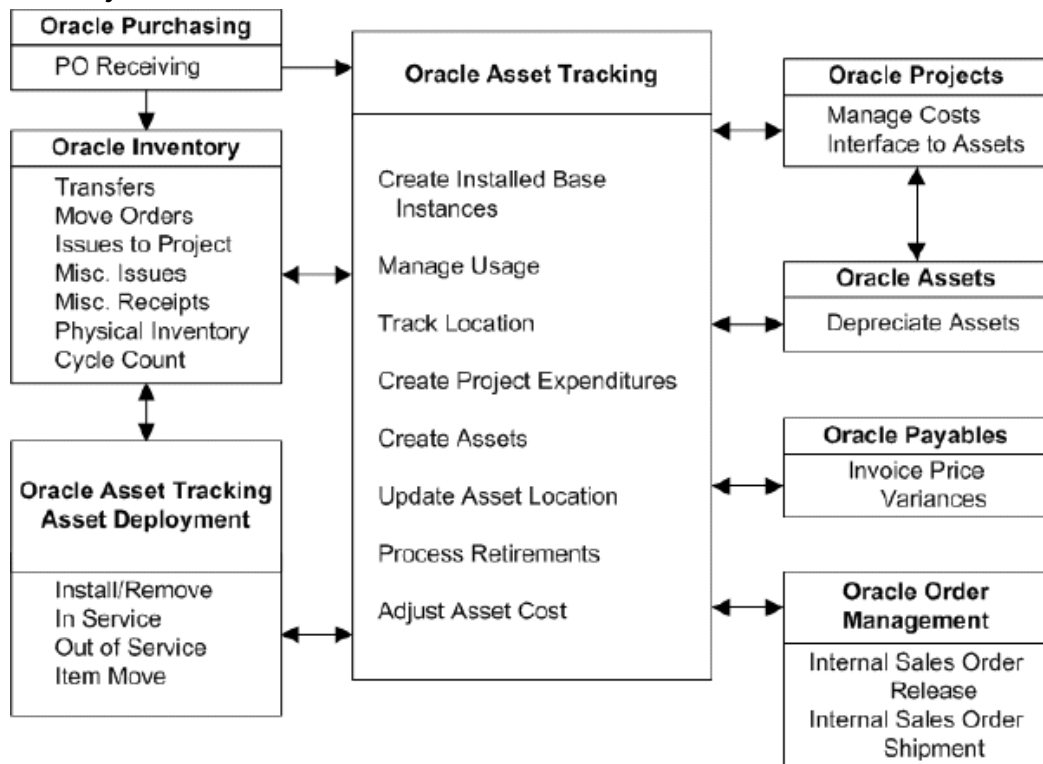 Oracle Purchasing
PO Receiving
Oracle Inventory
Transfers
Move Orders
Issues to Project
Misc. Issues
Misc. Receipts
Physical Inventory
Cycle Count
Oracle Asset Tracking
Asset Deployment
Install/Remove
In Service
Out of Service
Item Move
Oracle Asset Tracking
Create Installed Base
Instances
Manage Usage
Track Location
Create Project Expenditures
Create Assets
Update Asset Location
Process Retirements
Adjust Asset Cost
Oracle Projects
Manage Costs
Interface to Assets
Oracle Assets
Depreciate Assets
Oracle Payables
Invoice Price
Variances
Oracle Order
Management
Internal Sales Order
Release
Internal Sales Order
Shipment